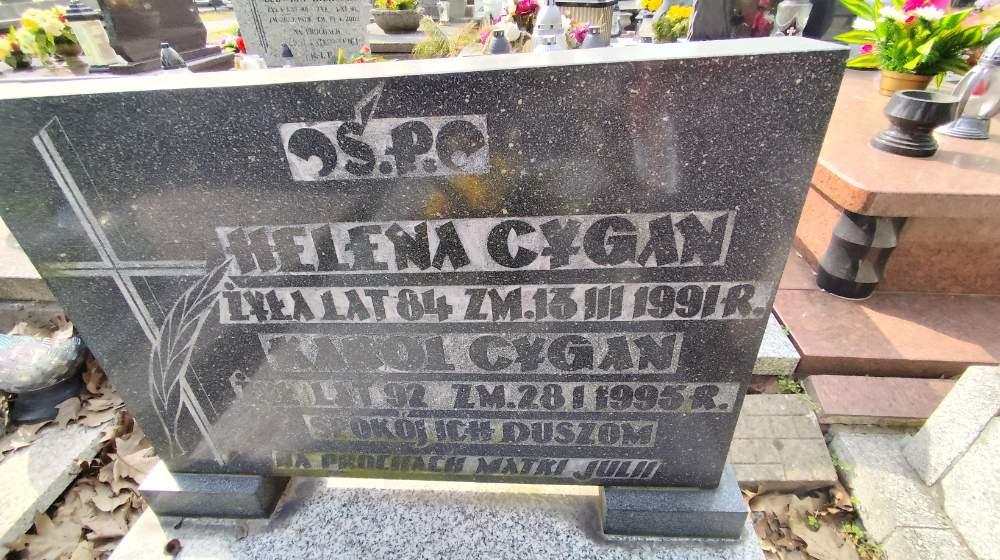 Ś.P.
HELENA CYGAN
ŻYŁA LAT 84 ZM. 13 III 1991 R.
KAROL CYGAN
LAT 92 ZM. 28 I 1995 R.
SPOKÓJ ICH DUSZOM
NA PROCHACH MATKI JULII